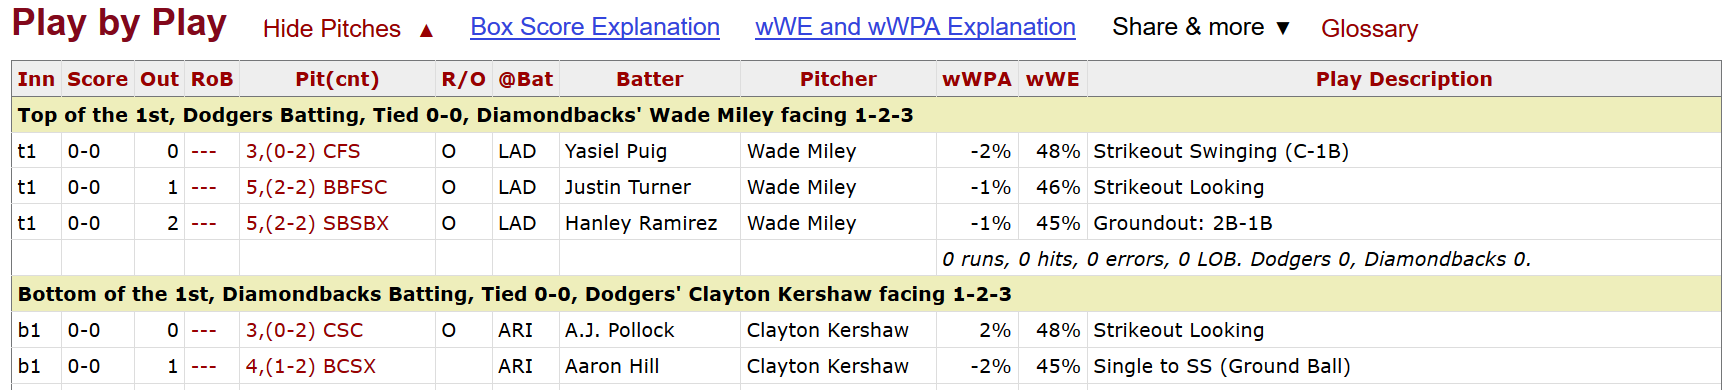 Play by Play Hide Pitches ▲ Box Score Explanation wWE and wWPA Explanation Share & more ▼ Glossary
Inn Score Out RoB Pit(cnt) R/O @Bat Batter Pitcher wWPA wWE Play Description
Top of the 1st, Dodgers Batting, Tied 0-0, Diamondbacks' Wade Miley facing 1-2-3
t1 0-0 0 --- 3,(0-2) CFS O LAD Yasiel Puig Wade Miley -2% 48% Strikeout Swinging (C-1B)
t1 0-0 1 --- 5,(2-2) BBFSC O LAD Justin Turner Wade Miley -1% 46% Strikeout Looking
t1 0-0 2 --- 5,(2-2) SBSBX O LAD Hanley Ramirez Wade Miley -1% 45% Groundout: 2B-1B
0 runs, 0 hits, 0 errors, 0 LOB. Dodgers 0, Diamondbacks 0.
Bottom of the 1st, Diamondbacks Batting, Tied 0-0, Dodgers' Clayton Kershaw facing 1-2-3
b1 0-0 0 --- 3,(0-2) CSC O ARI A.J. Pollock Clayton Kershaw 2% 48% Strikeout Looking
b1 0-0 1 --- 4,(1-2) BCSX ARI Aaron Hill Clayton Kershaw -2% 45% Single to SS (Ground Ball)